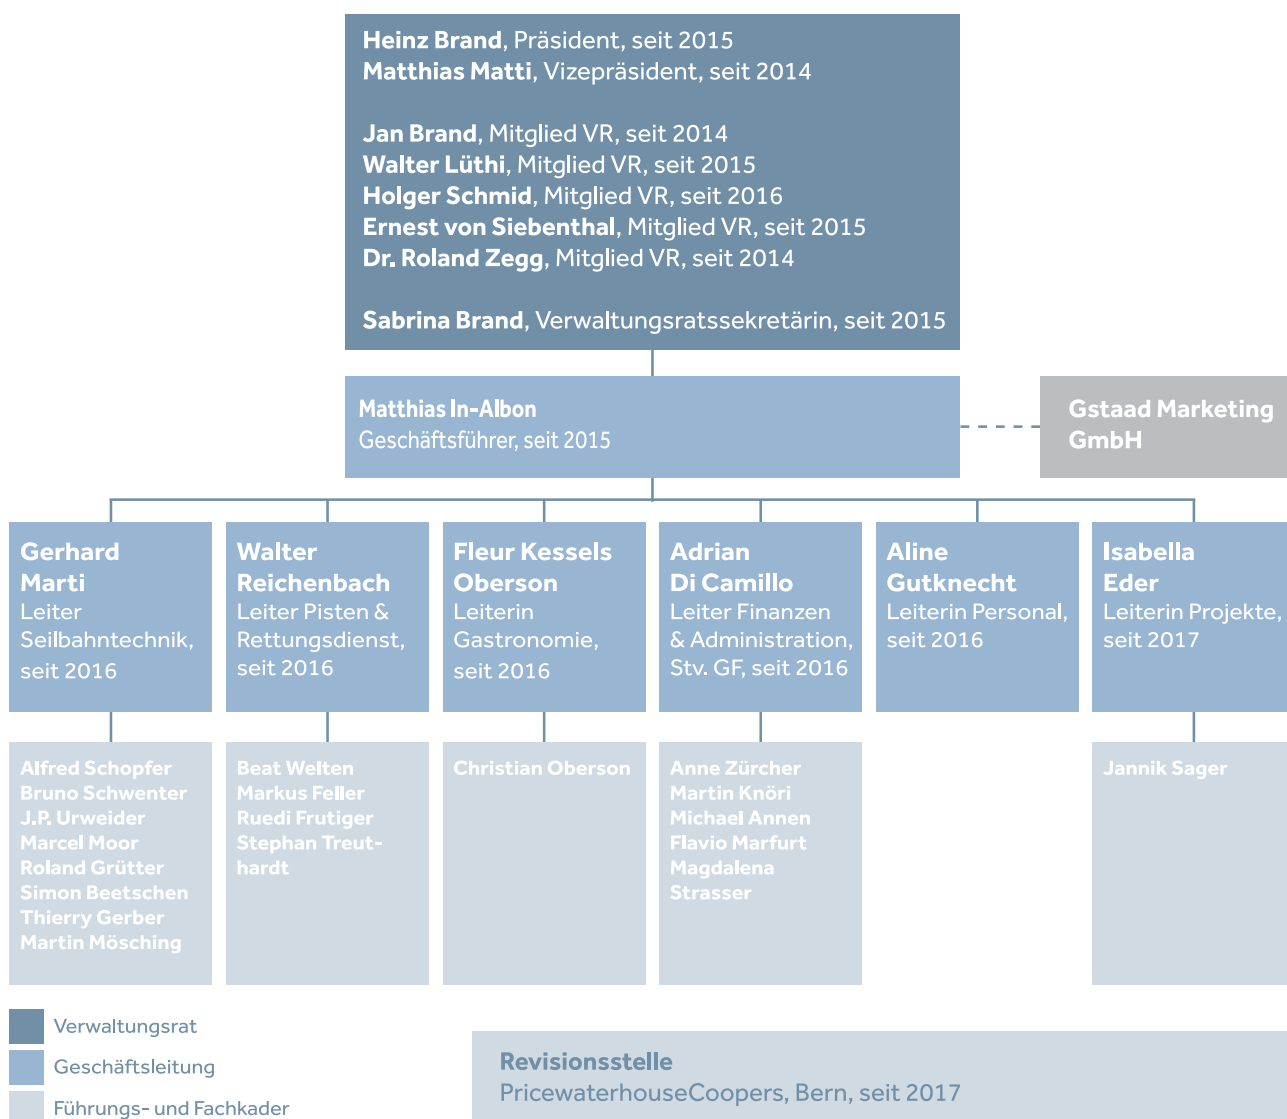 Heinz Brand, Präsident, seit 2015
Matthias Matti, Vizepräsident, seit 2014
Jan Brand, Mitglied VR, seit 2014
Walter Lüthi, Mitglied VR, seit 2015
Holger Schmid, Mitglied VR, seit 2016
Ernest von Siebenthal, Mitglied VR, seit 2015
Dr. Roland Zegg, Mitglied VR, seit 2014
Sabrina Brand, Verwaltungsratssekretärin, seit 2015
Matthias In-Albon
Geschäftsführer, seit 2015
Gstaad Marketing
GmbH
Gerhard
Marti
Leiter
Seilbahntechnik,
seit 2016
Walter
Reichenbach
Leiter Pisten &
Rettungsdienst,
seit 2016
Fleur Kessels
Oberson
Leiterin
Gastronomie,
seit 2016
Adrian
Di Camillo
Leiter Finanzen
& Administration,
Stv. GF, seit 2016
Aline
Gutknecht
Leiterin Personal,
seit 2016
Isabella
Eder
Leiterin Projekte,
seit 2017
Alfred Schopfer
Bruno Schwenter
J.P. Urweider
Marcel Moor
Roland Grütter
Simon Beetschen
Thierry Gerber
Martin Mösching
Beat Welten
Markus Feller
Ruedi Frutiger
Stephan Treut-
hardt
Christian Oberson
Anne Zürcher
Martin Knöri
Michael Annen
Flavio Marfurt
Magdalena
Strasser
Jannik Sager
Verwaltungsrat
Geschäftsleitung
Führungs- und Fachkader
Revisionsstelle
PricewaterhouseCoopers, Bern, seit 2017